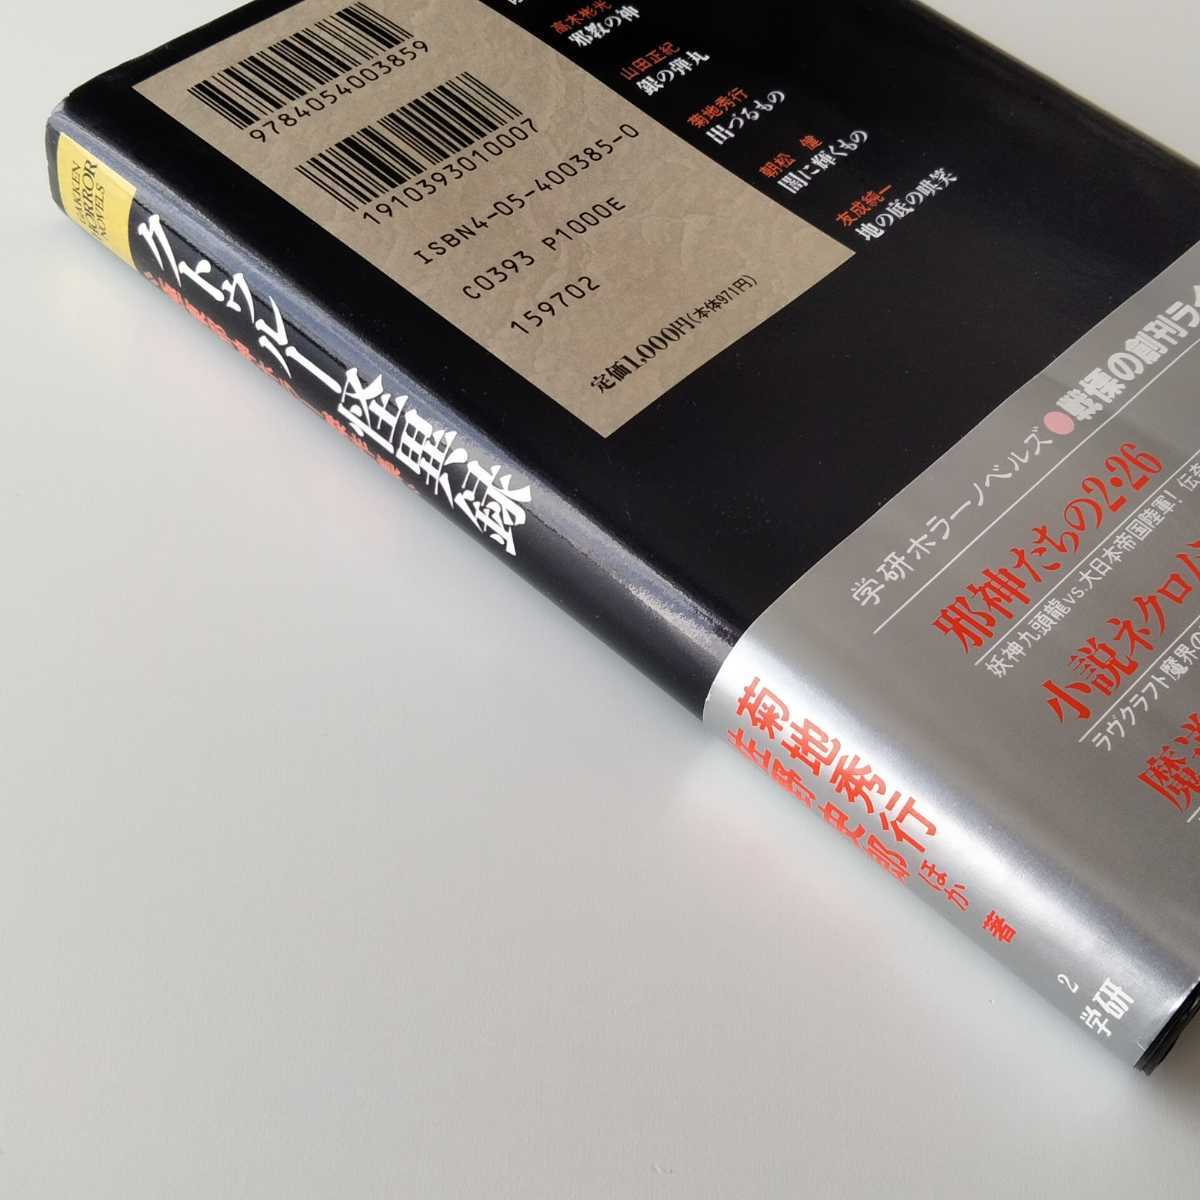 9784054003859
1910393010007
ISBN4-05-400385-0
C0393 P1000E
159702
定価1,000円(本体971円)
高木彬光
邪教の神
山田正紀
銀の弾丸
菊地秀行
出づるもの
朝松 健
闇に輝くもの
友成純一
地の底の哄笑
GAKKEN
HORROR
NOVELS
クトゥルー怪異録
学研ホラーノベルズ●戦慄の創刊ラ
邪神たちの2・26
妖神九頭龍vs.大日本帝国陸軍!
小説ネクロノ
ラヴクラフト魔界の
魔道
菊地秀行
佐野史郎
ほか
著
2
学研